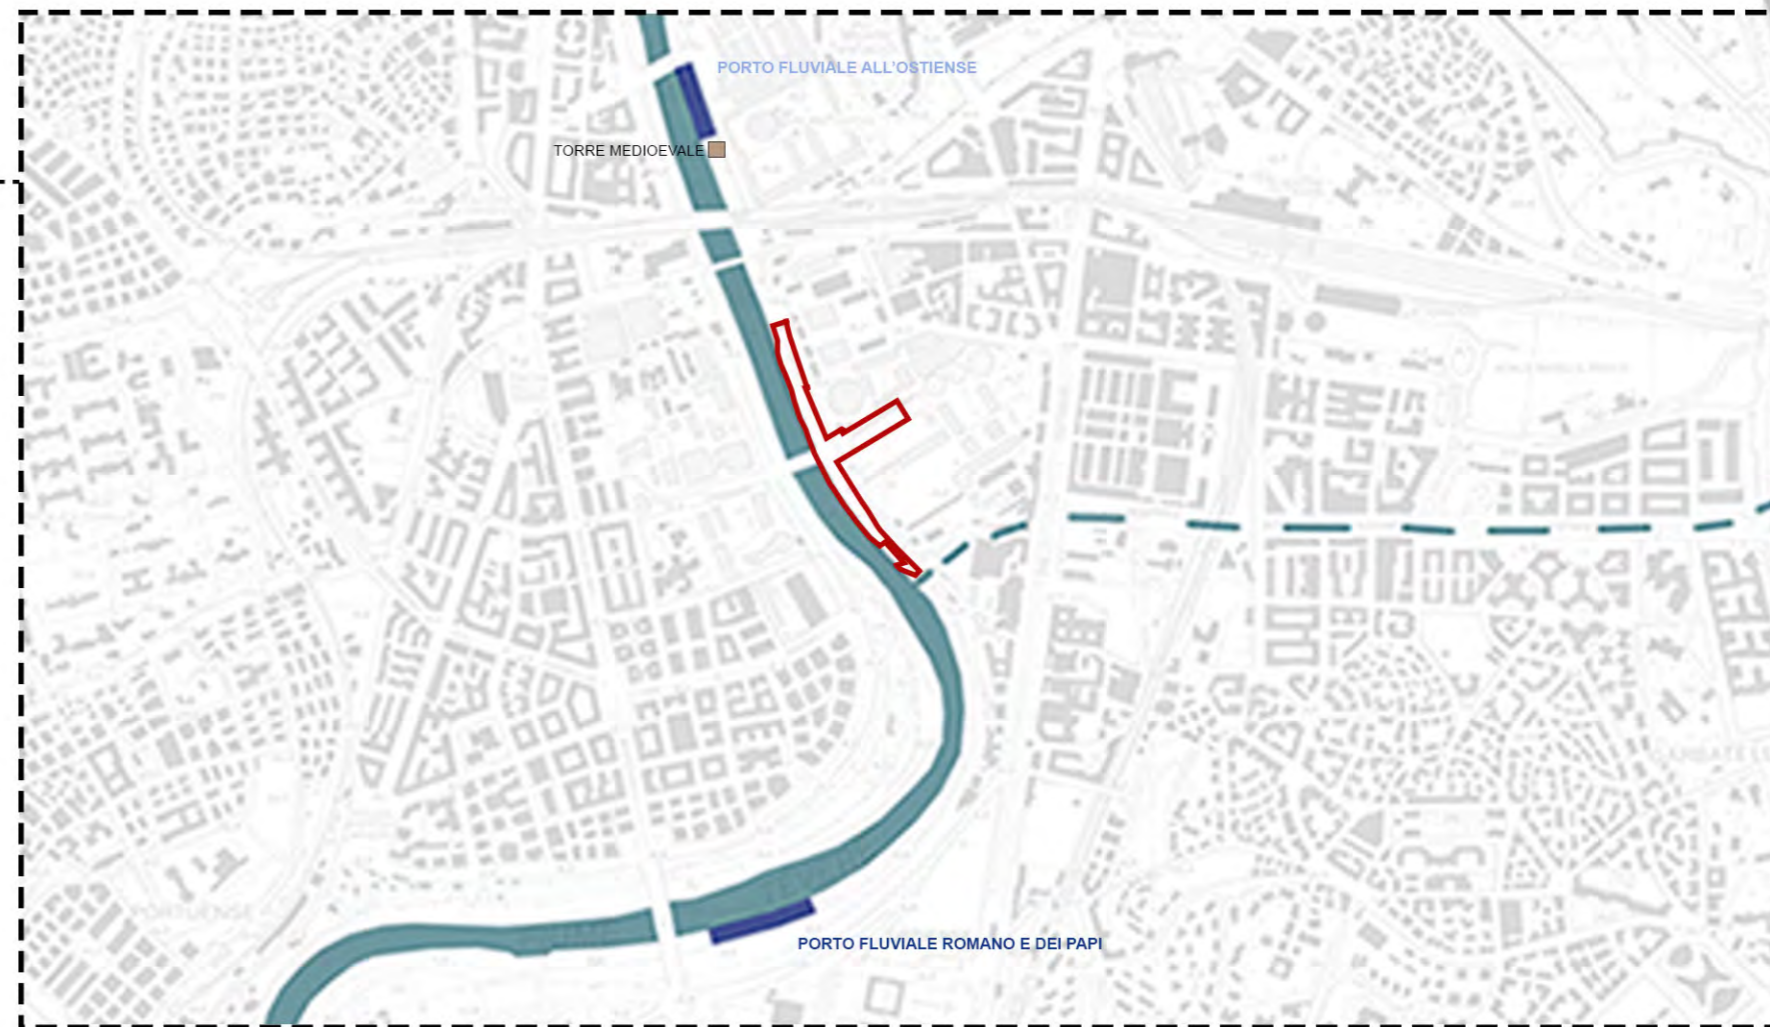 PORTO FLUVIALE ALL'OSTIENSE
TORRE MEDIOEVALE
PORTO FLUVIALE ROMANO E DEI PAPI